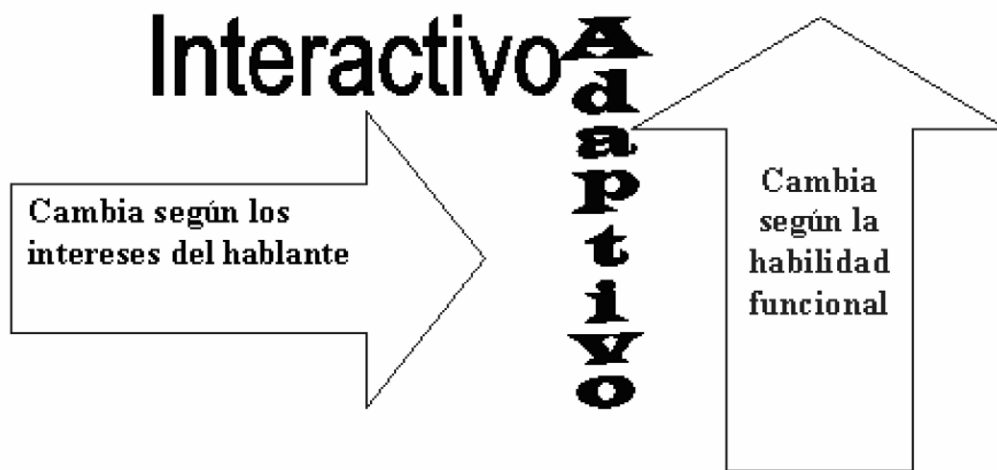 Interactivo
Adaptivo
Cambia según los
intereses del hablante
Cambia
según la
habilidad
funcional